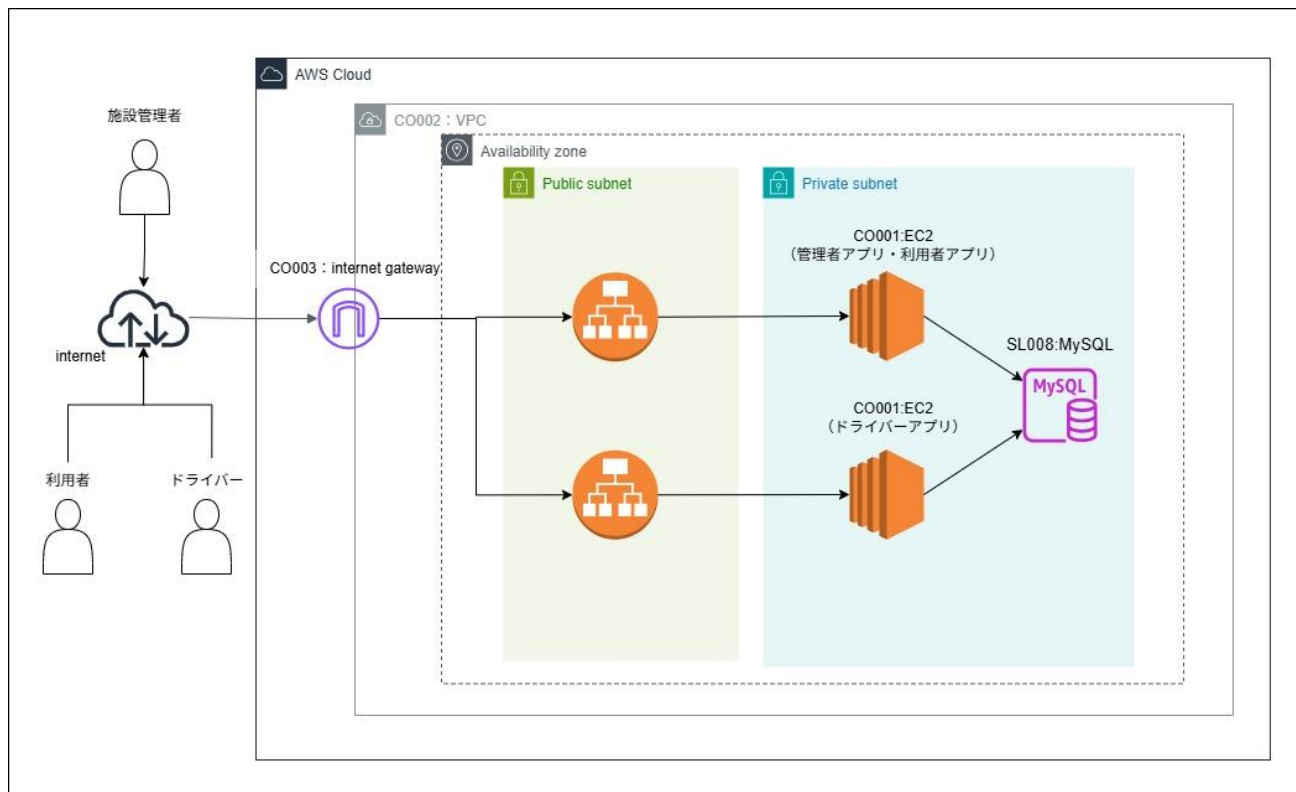 AWS Cloud
施設管理者
CO002：VPC
Availability zone
Public subnet
Private subnet
CO001:EC2
（管理者アプリ・利用者アプリ）
CO003：internet gateway
internet
SL008:MySQL
MySQL
CO001:EC2
（ドライバーアプリ）
利用者
ドライバー